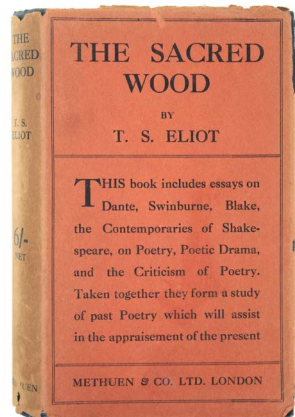 THE
SACRED
WOOD
T. S.
ELIOT
6/-
NET
THE SACRED
WOOD
BY
T. S. ELIOT
THIS book includes essays on
Dante, Swinburne, Blake,
the Contemporaries of Shake-
speare, on Poetry, Poetic Drama,
and the Criticism of Poetry.
Taken together they form a study
of past Poetry which will assist
in the appraisement of the present
METHUEN & CO. LTD. LONDON